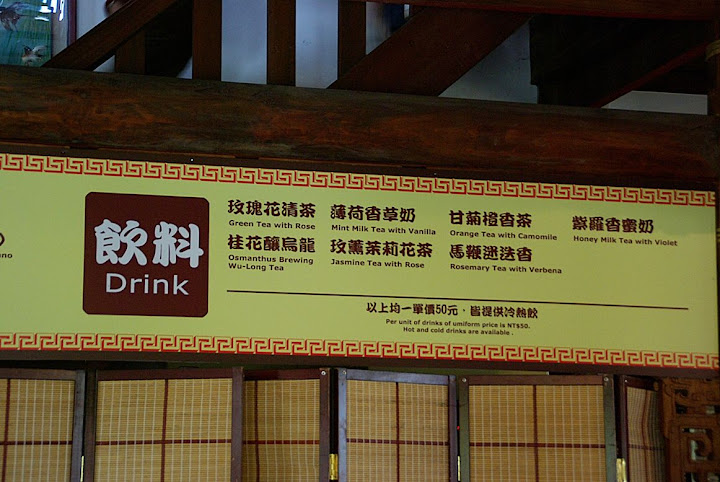 飲料
Drink
玫瑰花清茶
Green Tea with Rose
薄荷香草奶
Mint Milk Tea with Vanilla
甘菊橙香茶
Orange Tea with Camomile
紫羅香蜜奶
Honey Milk Tea with Violet
桂花釀烏龍
Osmanthus Brewing
Wu-Long Tea
玫薰茉莉花茶
Jasmine Tea with Rose
馬鞭迷迭香
Rosemary Tea with Verbena
以上均一單價50元，皆提供冷熱飲
Per unit of drinks of umiform price is NT$50.
Hot and cold drinks are available .